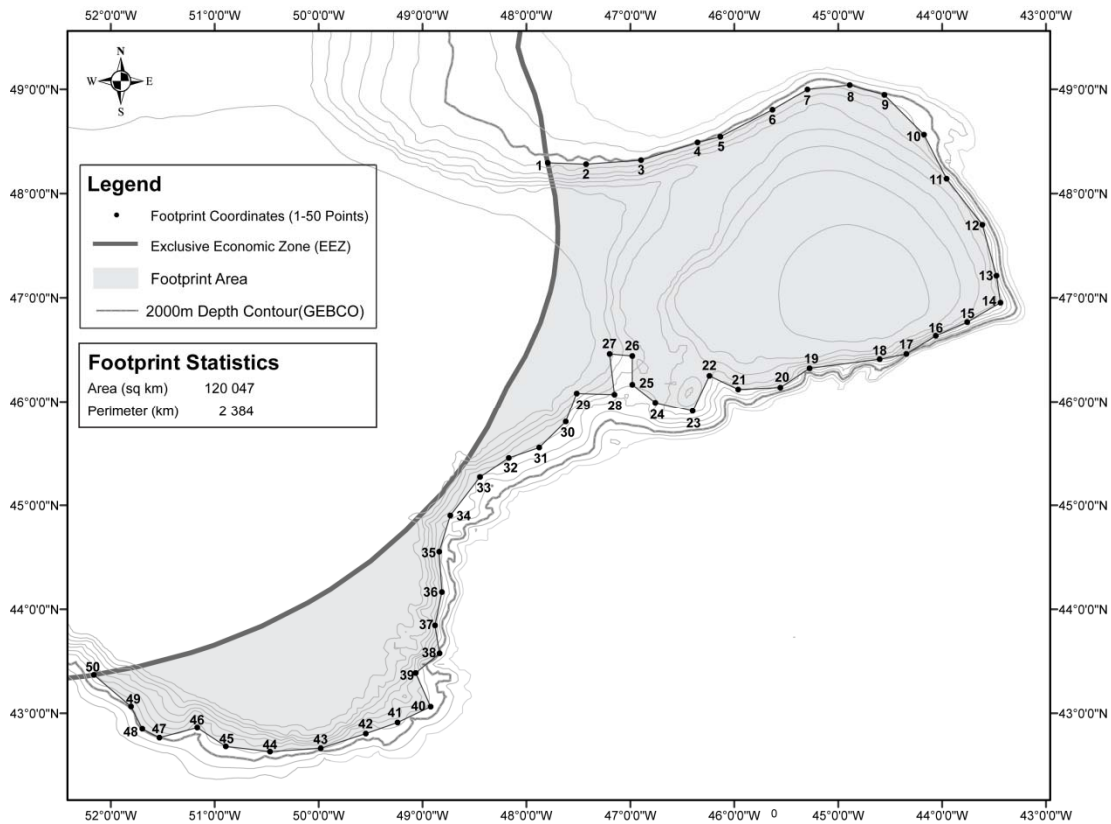 52°0'0"W 51°0'0"W 50°0'0"W 49°0'0"W 48°0'0"W 47°0'0"W 46°0'0"W 45°0'0"W 44°0'0"W 43°0'0"W
N
W E
S
49°0'0"N 49°0'0"N
48°0'0"N 48°0'0"N
47°0'0"N 47°0'0"N
46°0'0"N 46°0'0"N
45°0'0"N 45°0'0"N
44°0'0"N 44°0'0"N
43°0'0"N 43°0'0"N
Legend
Footprint Coordinates (1-50 Points)
Exclusive Economic Zone (EEZ)
Footprint Area
2000m Depth Contour(GEBCO)
Footprint Statistics
Area (sq km) 120 047
Perimeter (km) 2 384
1
2
3
4
5
6
7
8
9
10
11
12
13
14
15
16
17
18
19
20
21
22
23
24
25
26
27
28
29
30
31
32
33
34
35
36
37
38
39
40
41
42
43
44
45
46
47
48
49
50
52°0'0"W 51°0'0"W 50°0'0"W 49°0'0"W 48°0'0"W 47°0'0"W 46°0'0"W 0 45°0'0"W 44°0'0"W 43°0'0"W